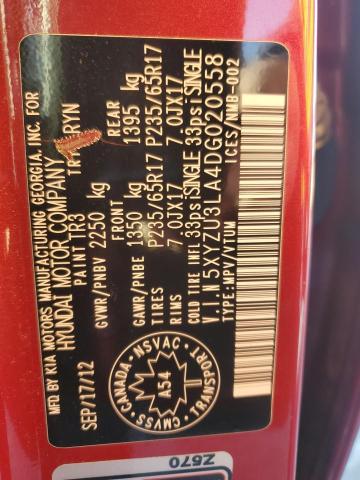 MFD BY KIA MOTORS MANUFACTURING GEORGIA, INC. FOR
HYUNDAI MOTOR COMPANY
SEP/17/12 PAINT TR3 RYN
GVWR/PNBV 2250 kg
FRONT REAR
GAWR/PNBE 1350 kg 1395 kg
TIRES P235/65R17 P235/65R17
RIMS 7.0JX17 7.0JX17
COLD TIRE INFL 33psi SINGLE 33psi SINGLE
V.I.N 5XYZU3LA4DG020558
TYPE:MPV/VTUM ICES/NMB-002
CANADA · NSVAC · TRANSPORT · CMVSS
A54
Z670